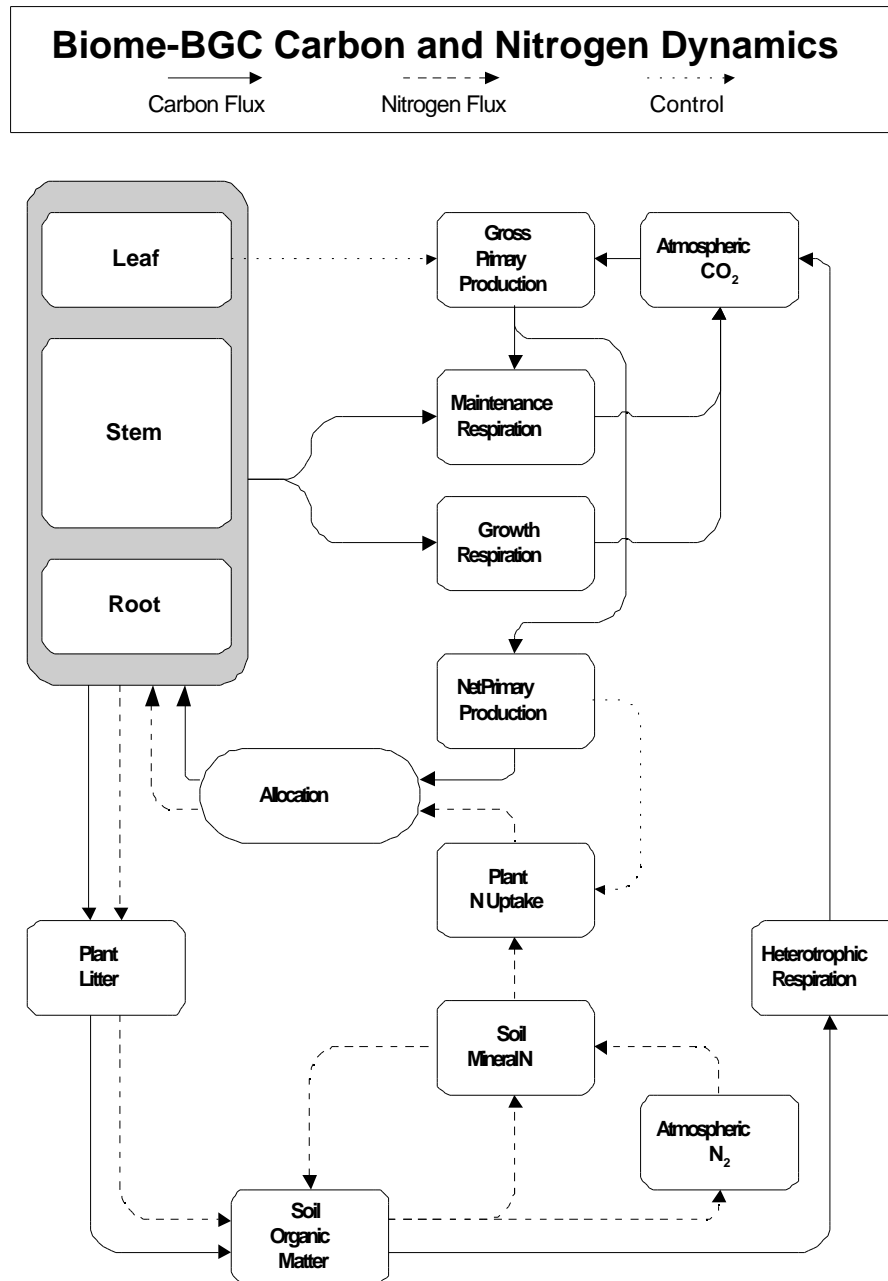 Biome-BGC Carbon and Nitrogen Dynamics
Carbon Flux
Nitrogen Flux
Control
Leaf
Stem
Root
Gross
Primay
Production
Atmospheric
CO2
Maintenance
Respiration
Growth
Respiration
NetPrimary
Production
Allocation
Plant
N Uptake
Plant
Litter
Heterotrophic
Respiration
Soil
MineralN
Atmospheric
N2
Soil
Organic
Matter